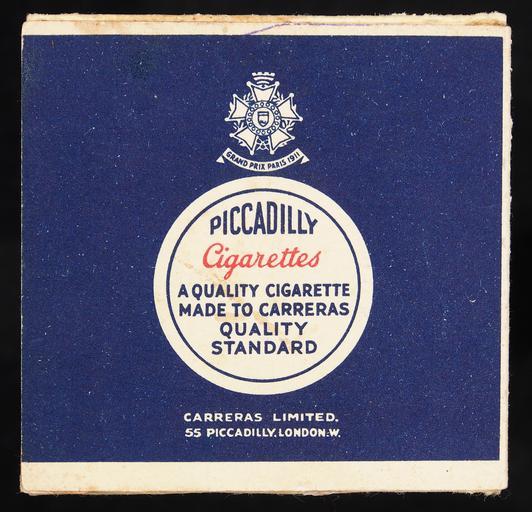 GRAND PRIX PARIS 1911
PICCADILLY
Cigarettes
A QUALITY CIGARETTE
MADE TO CARRERAS
QUALITY
STANDARD
CARRERAS LIMITED.
55 PICCADILLY. LONDON.W.